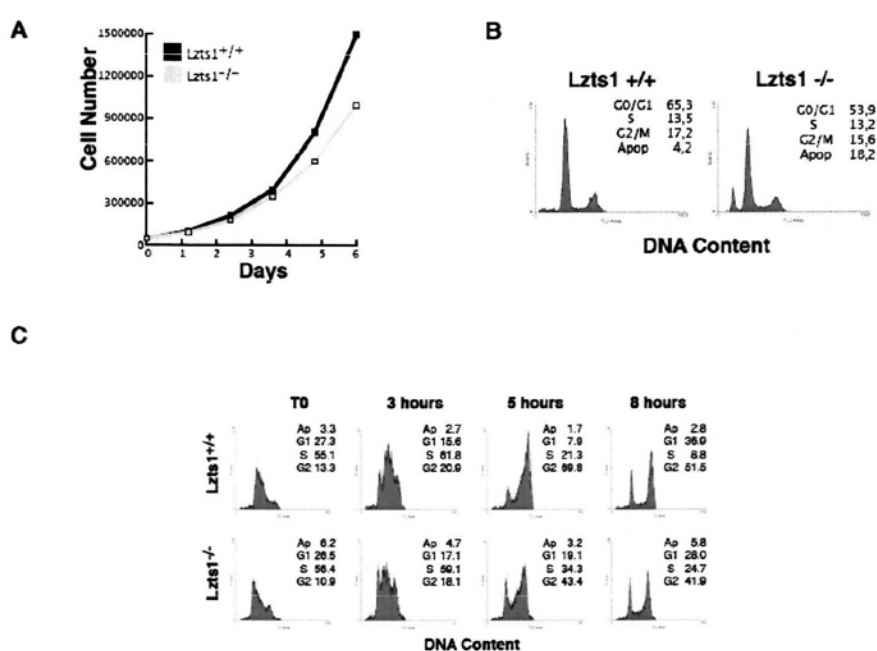 A
Cell Number
1500000
1200000
900000
600000
300000
0
Lzts1+/+
Lzts1-/-
0 1 2 3 4 5 6
Days
B
Lzts1 +/+
G0/G1 65,3
S 13,5
G2/M 17,2
Apop 4,2
Lzts1 -/-
G0/G1 53,9
S 13,2
G2/M 15,6
Apop 18,2
DNA Content
C
T0
3 hours
5 hours
8 hours
Lzts1+/+
Ap 3.3
G1 27.3
S 55.1
G2 13.3
Ap 2.7
G1 15.6
S 61.8
G2 20.9
Ap 1.7
G1 7.9
S 21.3
G2 69.8
Ap 2.8
G1 36.9
S 8.8
G2 51.5
Lzts1-/-
Ap 6.2
G1 26.5
S 56.4
G2 10.9
Ap 4.7
G1 17.1
S 59.1
G2 18.1
Ap 3.2
G1 19.1
S 34.3
G2 43.4
Ap 5.8
G1 28.0
S 24.7
G2 41.9
DNA Content